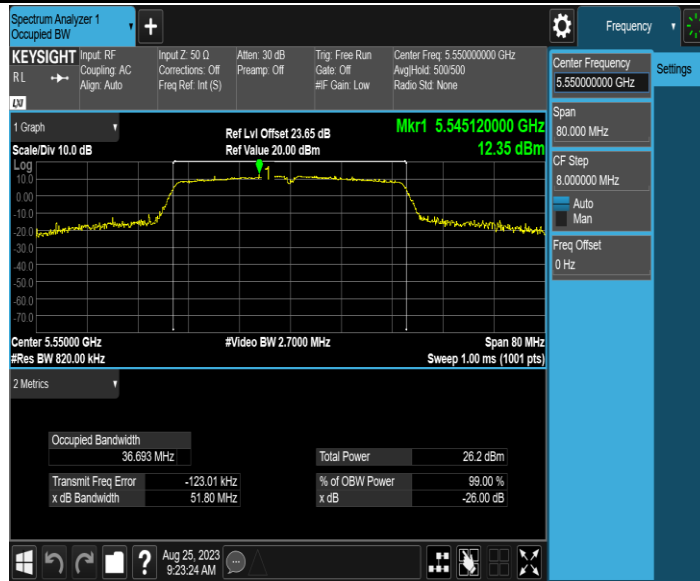 Spectrum Analyzer 1
Occupied BW
+
Frequency
KEYSIGHT
RL
LXI
Input: RF
Coupling: AC
Align: Auto
Input Z: 50 Ω
Corrections: Off
Freq Ref: Int (S)
Atten: 30 dB
Preamp: Off
Trig: Free Run
Gate: Off
#IF Gain: Low
Center Freq: 5.550000000 GHz
Avg|Hold: 500/500
Radio Std: None
Center Frequency
5.550000000 GHz
Settings
Span
80.000 MHz
CF Step
8.000000 MHz
Auto
Man
Freq Offset
0 Hz
1 Graph
Scale/Div 10.0 dB
Ref Lvl Offset 23.65 dB
Ref Value 20.00 dBm
Mkr1 5.545120000 GHz
12.35 dBm
Log
10.0
0.00
-10.0
-20.0
-30.0
-40.0
-50.0
-60.0
-70.0
1
Center 5.55000 GHz
#Res BW 820.00 kHz
#Video BW 2.7000 MHz
Span 80 MHz
Sweep 1.00 ms (1001 pts)
2 Metrics
Occupied Bandwidth
36.693 MHz
Total Power 26.2 dBm
Transmit Freq Error -123.01 kHz
% of OBW Power 99.00 %
x dB Bandwidth 51.80 MHz
x dB -26.00 dB
?
Aug 25, 2023
9:23:24 AM